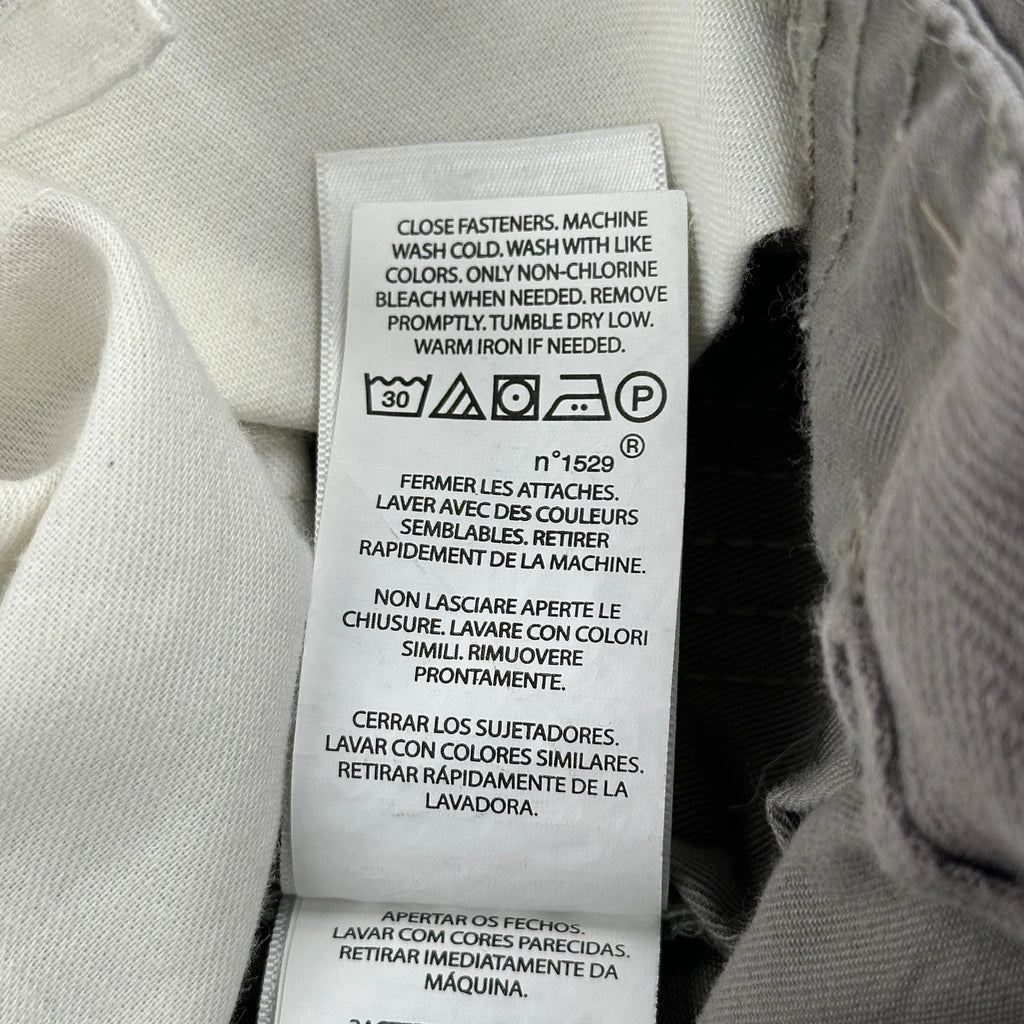 CLOSE FASTENERS. MACHINE
WASH COLD. WASH WITH LIKE
COLORS. ONLY NON-CHLORINE
BLEACH WHEN NEEDED. REMOVE
PROMPTLY. TUMBLE DRY LOW.
WARM IRON IF NEEDED.
30 P
®
n°1529
FERMER LES ATTACHES.
LAVER AVEC DES COULEURS
SEMBLABLES. RETIRER
RAPIDEMENT DE LA MACHINE.
NON LASCIARE APERTE LE
CHIUSURE. LAVARE CON COLORI
SIMILI. RIMUOVERE
PRONTAMENTE.
CERRAR LOS SUJETADORES.
LAVAR CON COLORES SIMILARES.
RETIRAR RÁPIDAMENTE DE LA
LAVADORA.
APERTAR OS FECHOS.
LAVAR COM CORES PARECIDAS.
RETIRAR IMEDIATAMENTE DA
MÁQUINA.